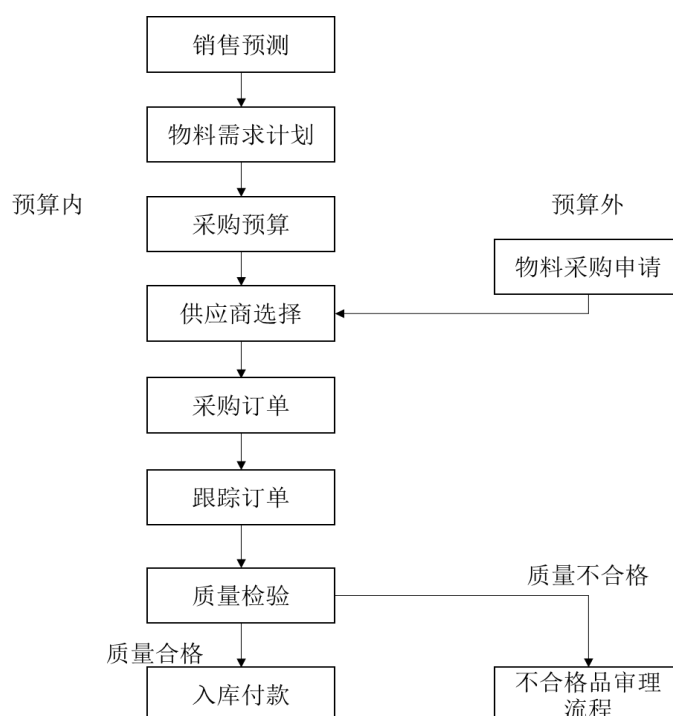 销售预测
物料需求计划
预算内
预算外
采购预算
物料采购申请
供应商选择
采购订单
跟踪订单
质量不合格
质量检验
质量合格
入库付款
不合格品审理
流程